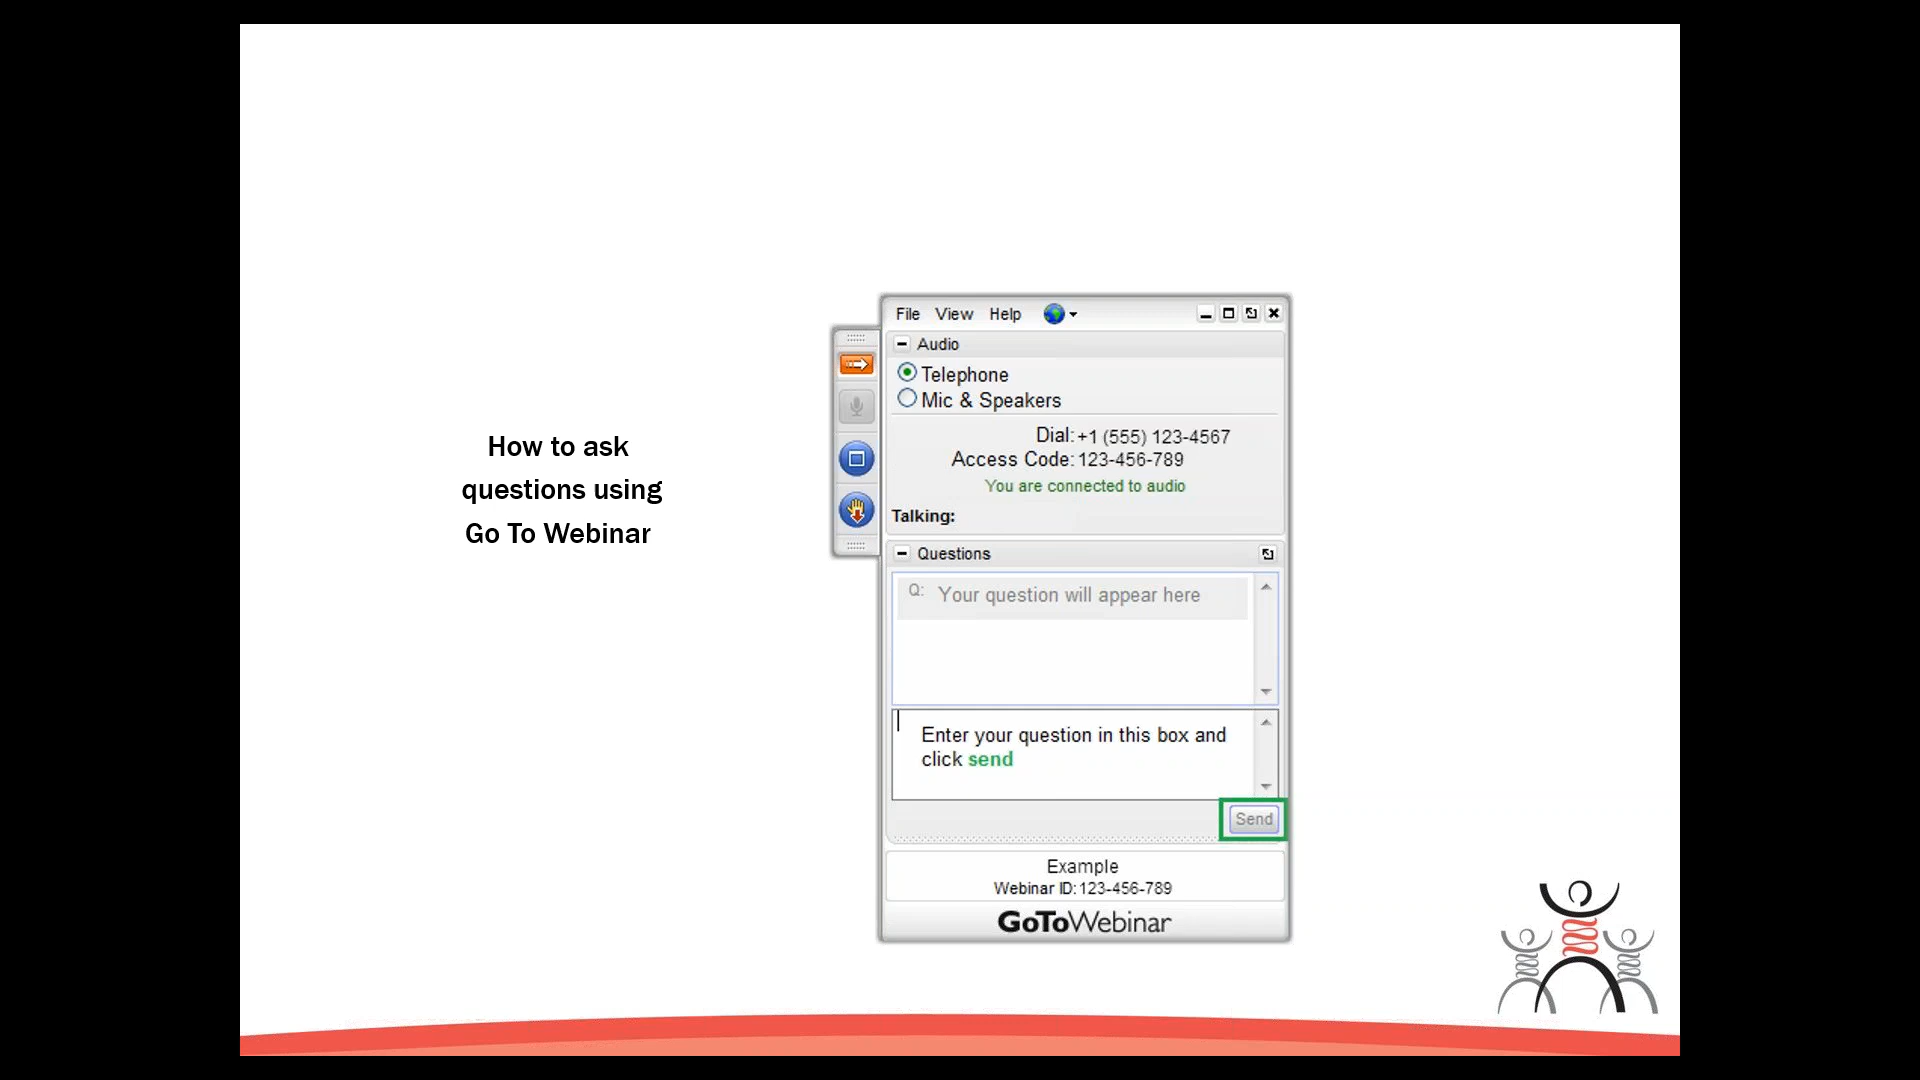 How to ask
questions using
Go To Webinar
File View Help
Audio
Telephone
Mic & Speakers
Dial: +1 (555) 123-4567
Access Code: 123-456-789
You are connected to audio
Talking:
Questions
Q: Your question will appear here
Enter your question in this box and
click send
Send
Example
Webinar ID: 123-456-789
GoToWebinar